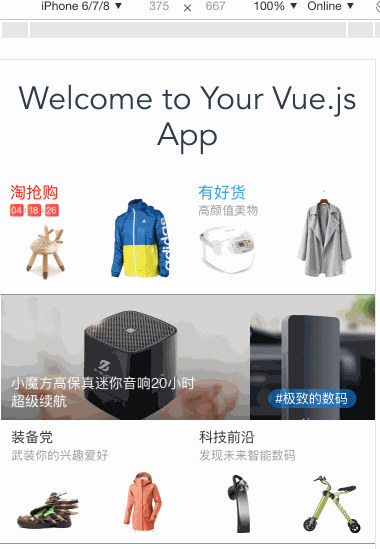 iPhone 6/7/8 ▼ 375 × 667 100% ▼ Online ▼
Welcome to Your Vue.js
App
淘抢购
04:18:26
有好货
高颜值美物
adidas
小魔方高保真迷你音响20小时
超级续航
#极致的数码
装备党
武装你的兴趣爱好
科技前沿
发现未来智能数码